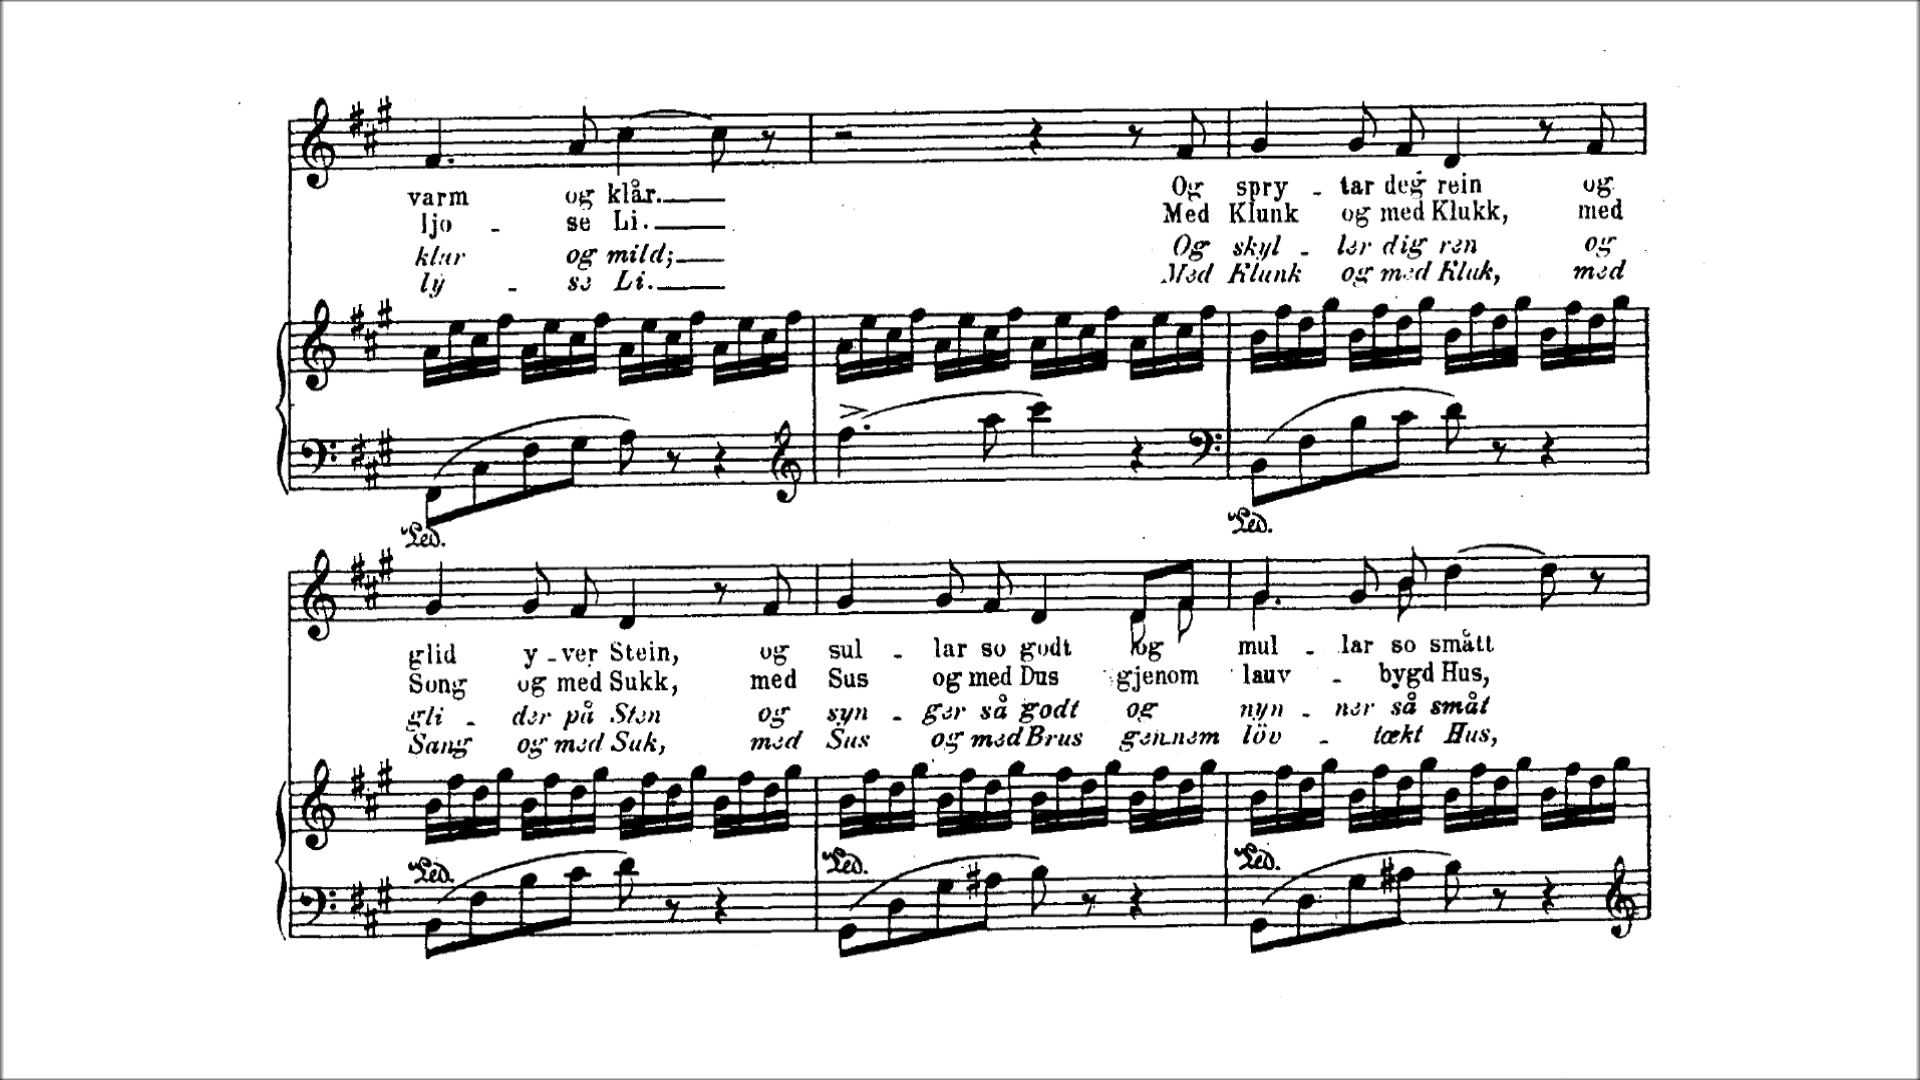 varm og klår.
Og spry - tar deg rein og
ljo - se Li.
Med Klunk og med Klukk, med
klar og mild;
Og skyl - ler dig ren og
ly - se Li.
Med Klunk og med Kluk, med
Ped.
Ped.
glid y - ver Stein, og sul - lar so godt og mul - lar so smått
Song og med Sukk, med Sus og med Dus gjenom lauv - bygd Hus,
gli - der på Sten og syn - ger så godt og nyn - ner så småt
Sang og med Suk, med Sus og med Brus gennem löv - tækt Hus,
Ped.
Ped.
Ped.